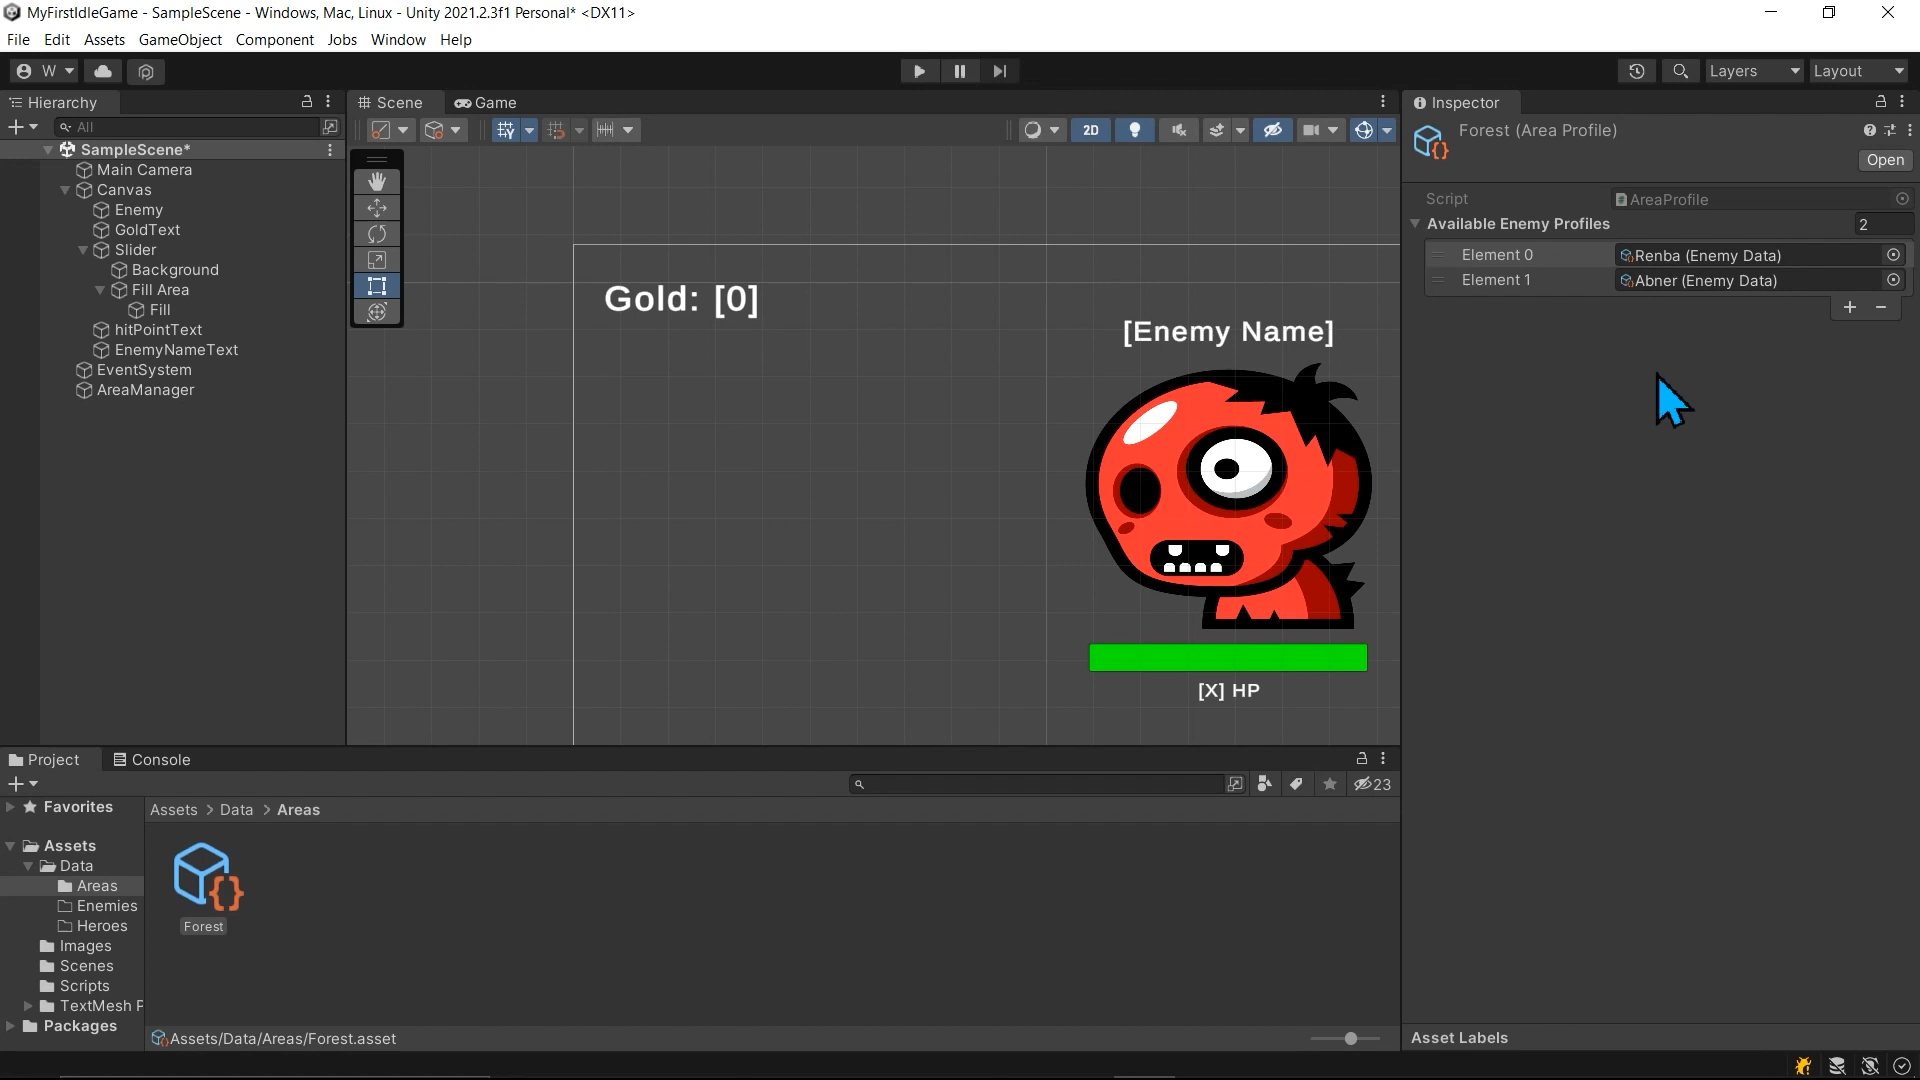 MyFirstIdleGame - SampleScene - Windows, Mac, Linux - Unity 2021.2.3f1 Personal* <DX11>
File Edit Assets GameObject Component Jobs Window Help
W
Layers Layout
Hierarchy
All
SampleScene*
Main Camera
Canvas
Enemy
GoldText
Slider
Background
Fill Area
Fill
hitPointText
EnemyNameText
EventSystem
AreaManager
Scene Game
2D
Gold: [0]
[Enemy Name]
[X] HP
Inspector
Forest (Area Profile)
Open
Script AreaProfile
Available Enemy Profiles 2
Element 0 Renba (Enemy Data)
Element 1 Abner (Enemy Data)
Asset Labels
Project Console
23
Favorites
Assets
Data
Areas
Enemies
Heroes
Images
Scenes
Scripts
TextMesh P
Packages
Assets > Data > Areas
Forest
Assets/Data/Areas/Forest.asset